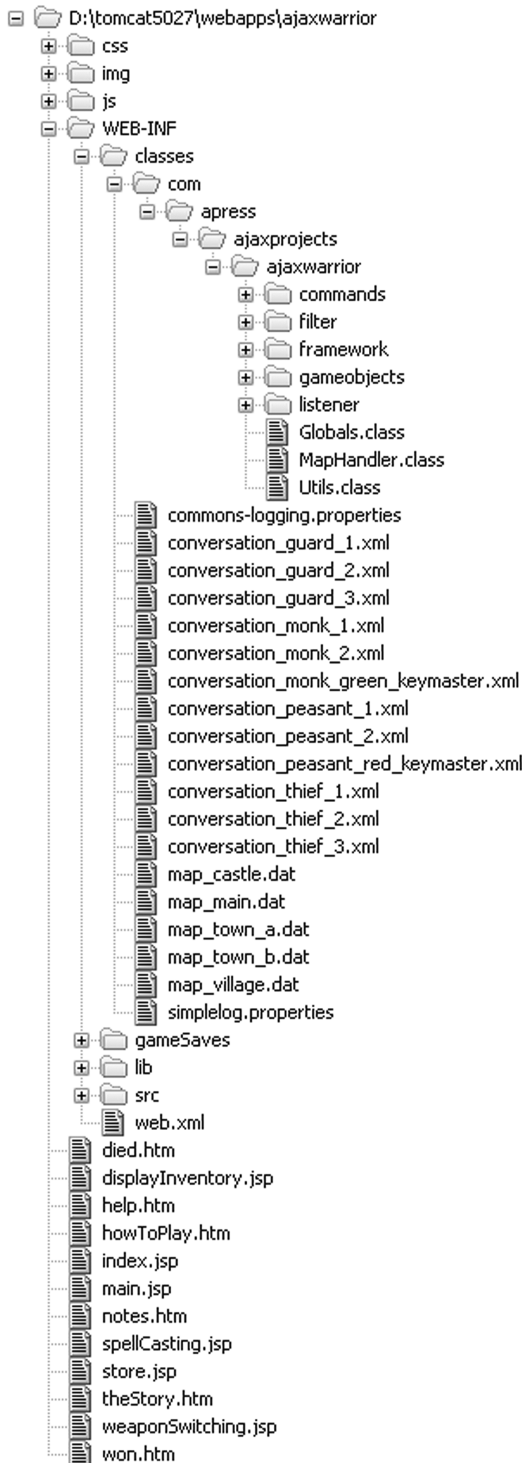 D:\tomcat5027\webapps\ajaxwarrior
css
img
js
WEB-INF
classes
com
apress
ajaxprojects
ajaxwarrior
commands
filter
framework
gameobjects
listener
Globals.class
MapHandler.class
Utils.class
commons-logging.properties
conversation_guard_1.xml
conversation_guard_2.xml
conversation_guard_3.xml
conversation_monk_1.xml
conversation_monk_2.xml
conversation_monk_green_keymaster.xml
conversation_peasant_1.xml
conversation_peasant_2.xml
conversation_peasant_red_keymaster.xml
conversation_thief_1.xml
conversation_thief_2.xml
conversation_thief_3.xml
map_castle.dat
map_main.dat
map_town_a.dat
map_town_b.dat
map_village.dat
simplelog.properties
gameSaves
lib
src
web.xml
died.htm
displayInventory.jsp
help.htm
howToPlay.htm
index.jsp
main.jsp
notes.htm
spellCasting.jsp
store.jsp
theStory.htm
weaponSwitching.jsp
won.htm